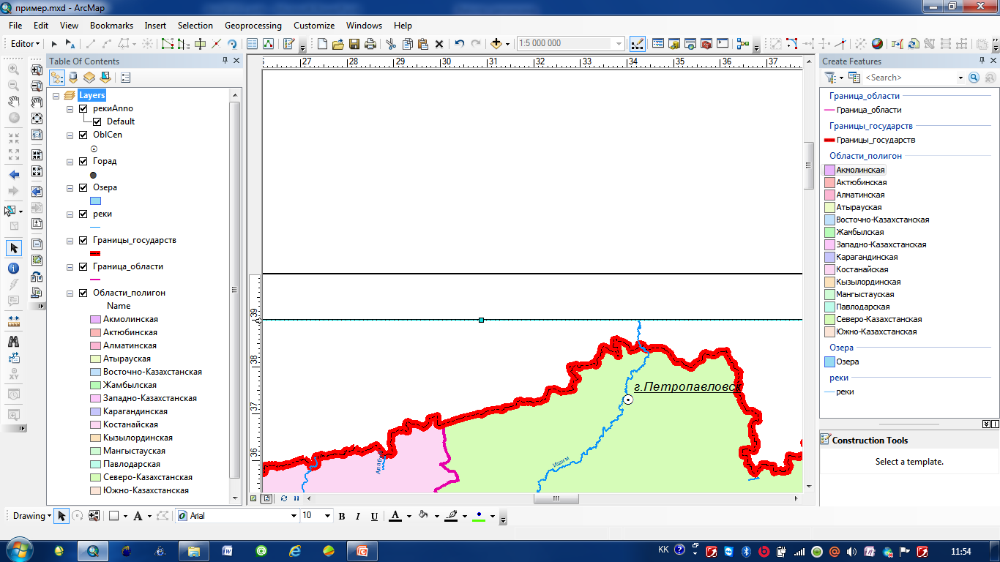 пример.mxd - ArcMap
File Edit View Bookmarks Insert Selection Geoprocessing Customize Windows Help
Editor 1:5 000 000
Table Of Contents
Layers
рекиAnno
Default
OblCen
Горад
Озера
реки
Границы_государств
Граница_области
Области_полигон
Name
Акмолинская
Актюбинская
Алматинская
Атырауская
Восточно-Казахстанская
Жамбылская
Западно-Казахстанская
Карагандинская
Костанайская
Кызылординская
Мангыстауская
Павлодарская
Северо-Казахстанская
Южно-Казахстанская
27 28 29 30 31 32 33 34 35 36 37
39
38
37
36
г.Петропавловск
Ишим
Create Features
<Search>
Граница_области
Граница_области
Границы_государств
Границы_государств
Области_полигон
Акмолинская
Актюбинская
Алматинская
Атырауская
Восточно-Казахстанская
Жамбылская
Западно-Казахстанская
Карагандинская
Костанайская
Кызылординская
Мангыстауская
Павлодарская
Северо-Казахстанская
Южно-Казахстанская
Озера
Озера
реки
реки
Construction Tools
Select a template.
Drawing A Arial 10 B I U A
KK 11:54